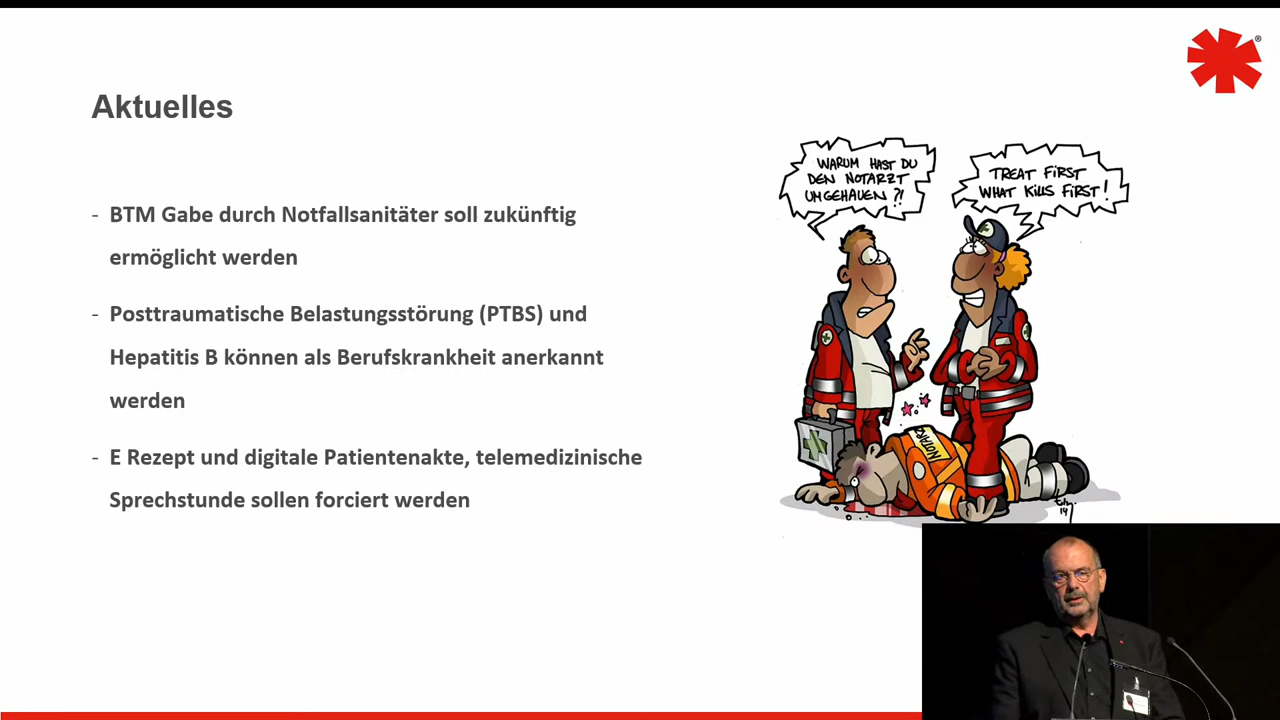 ®
Aktuelles
WARUM HAST DU
DEN NOTARZT
UMGEHAUEN?!
TREAT FIRST
WHAT KILLS FIRST!
- BTM Gabe durch Notfallsanitäter soll zukünftig
ermöglicht werden
- Posttraumatische Belastungsstörung (PTBS) und
Hepatitis B können als Berufskrankheit anerkannt
werden
- E Rezept und digitale Patientenakte, telemedizinische
Sprechstunde sollen forciert werden
NOTARZ